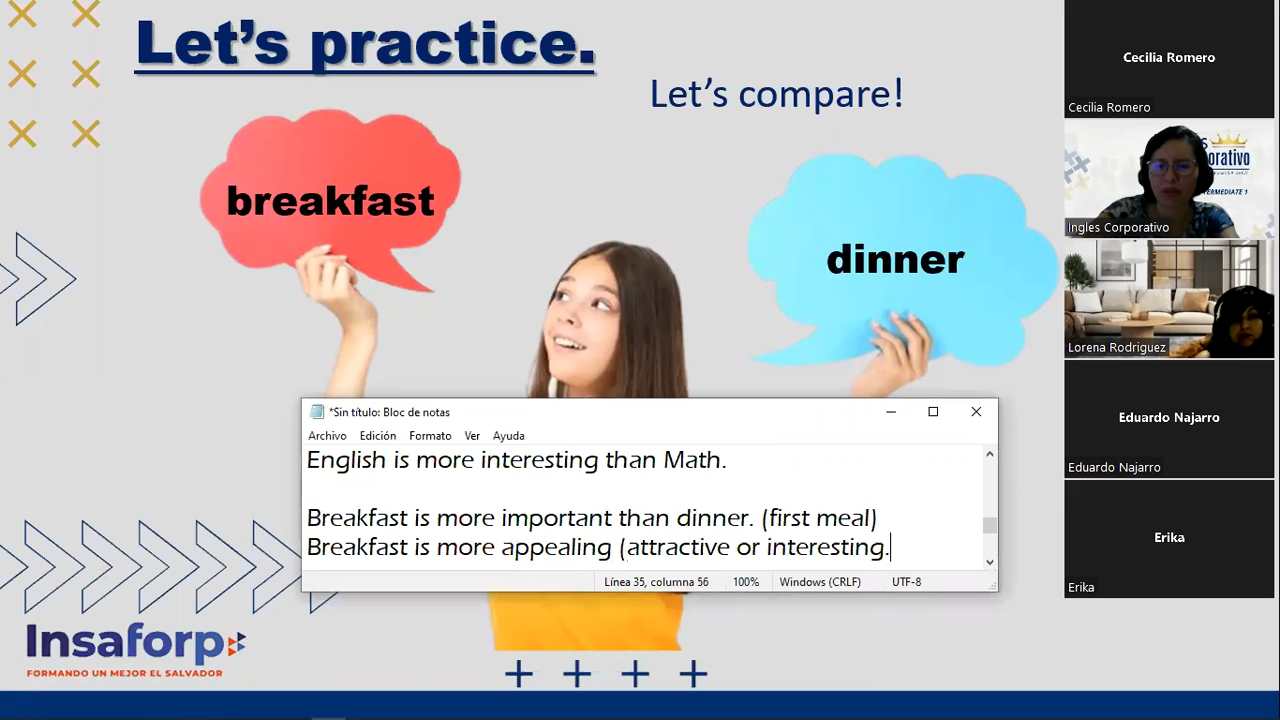 Let's practice.
Let's compare!
breakfast
dinner
*Sin título: Bloc de notas
Archivo Edición Formato Ver Ayuda
English is more interesting than Math.
Breakfast is more important than dinner. (first meal)
Breakfast is more appealing (attractive or interesting.
Línea 35, columna 56 100% Windows (CRLF) UTF-8
Insaforp
FORMANDO UN MEJOR EL SALVADOR
Cecilia Romero
Cecilia Romero
Ingles Corporativo
Lorena Rodriguez
Eduardo Najarro
Eduardo Najarro
Erika
Erika